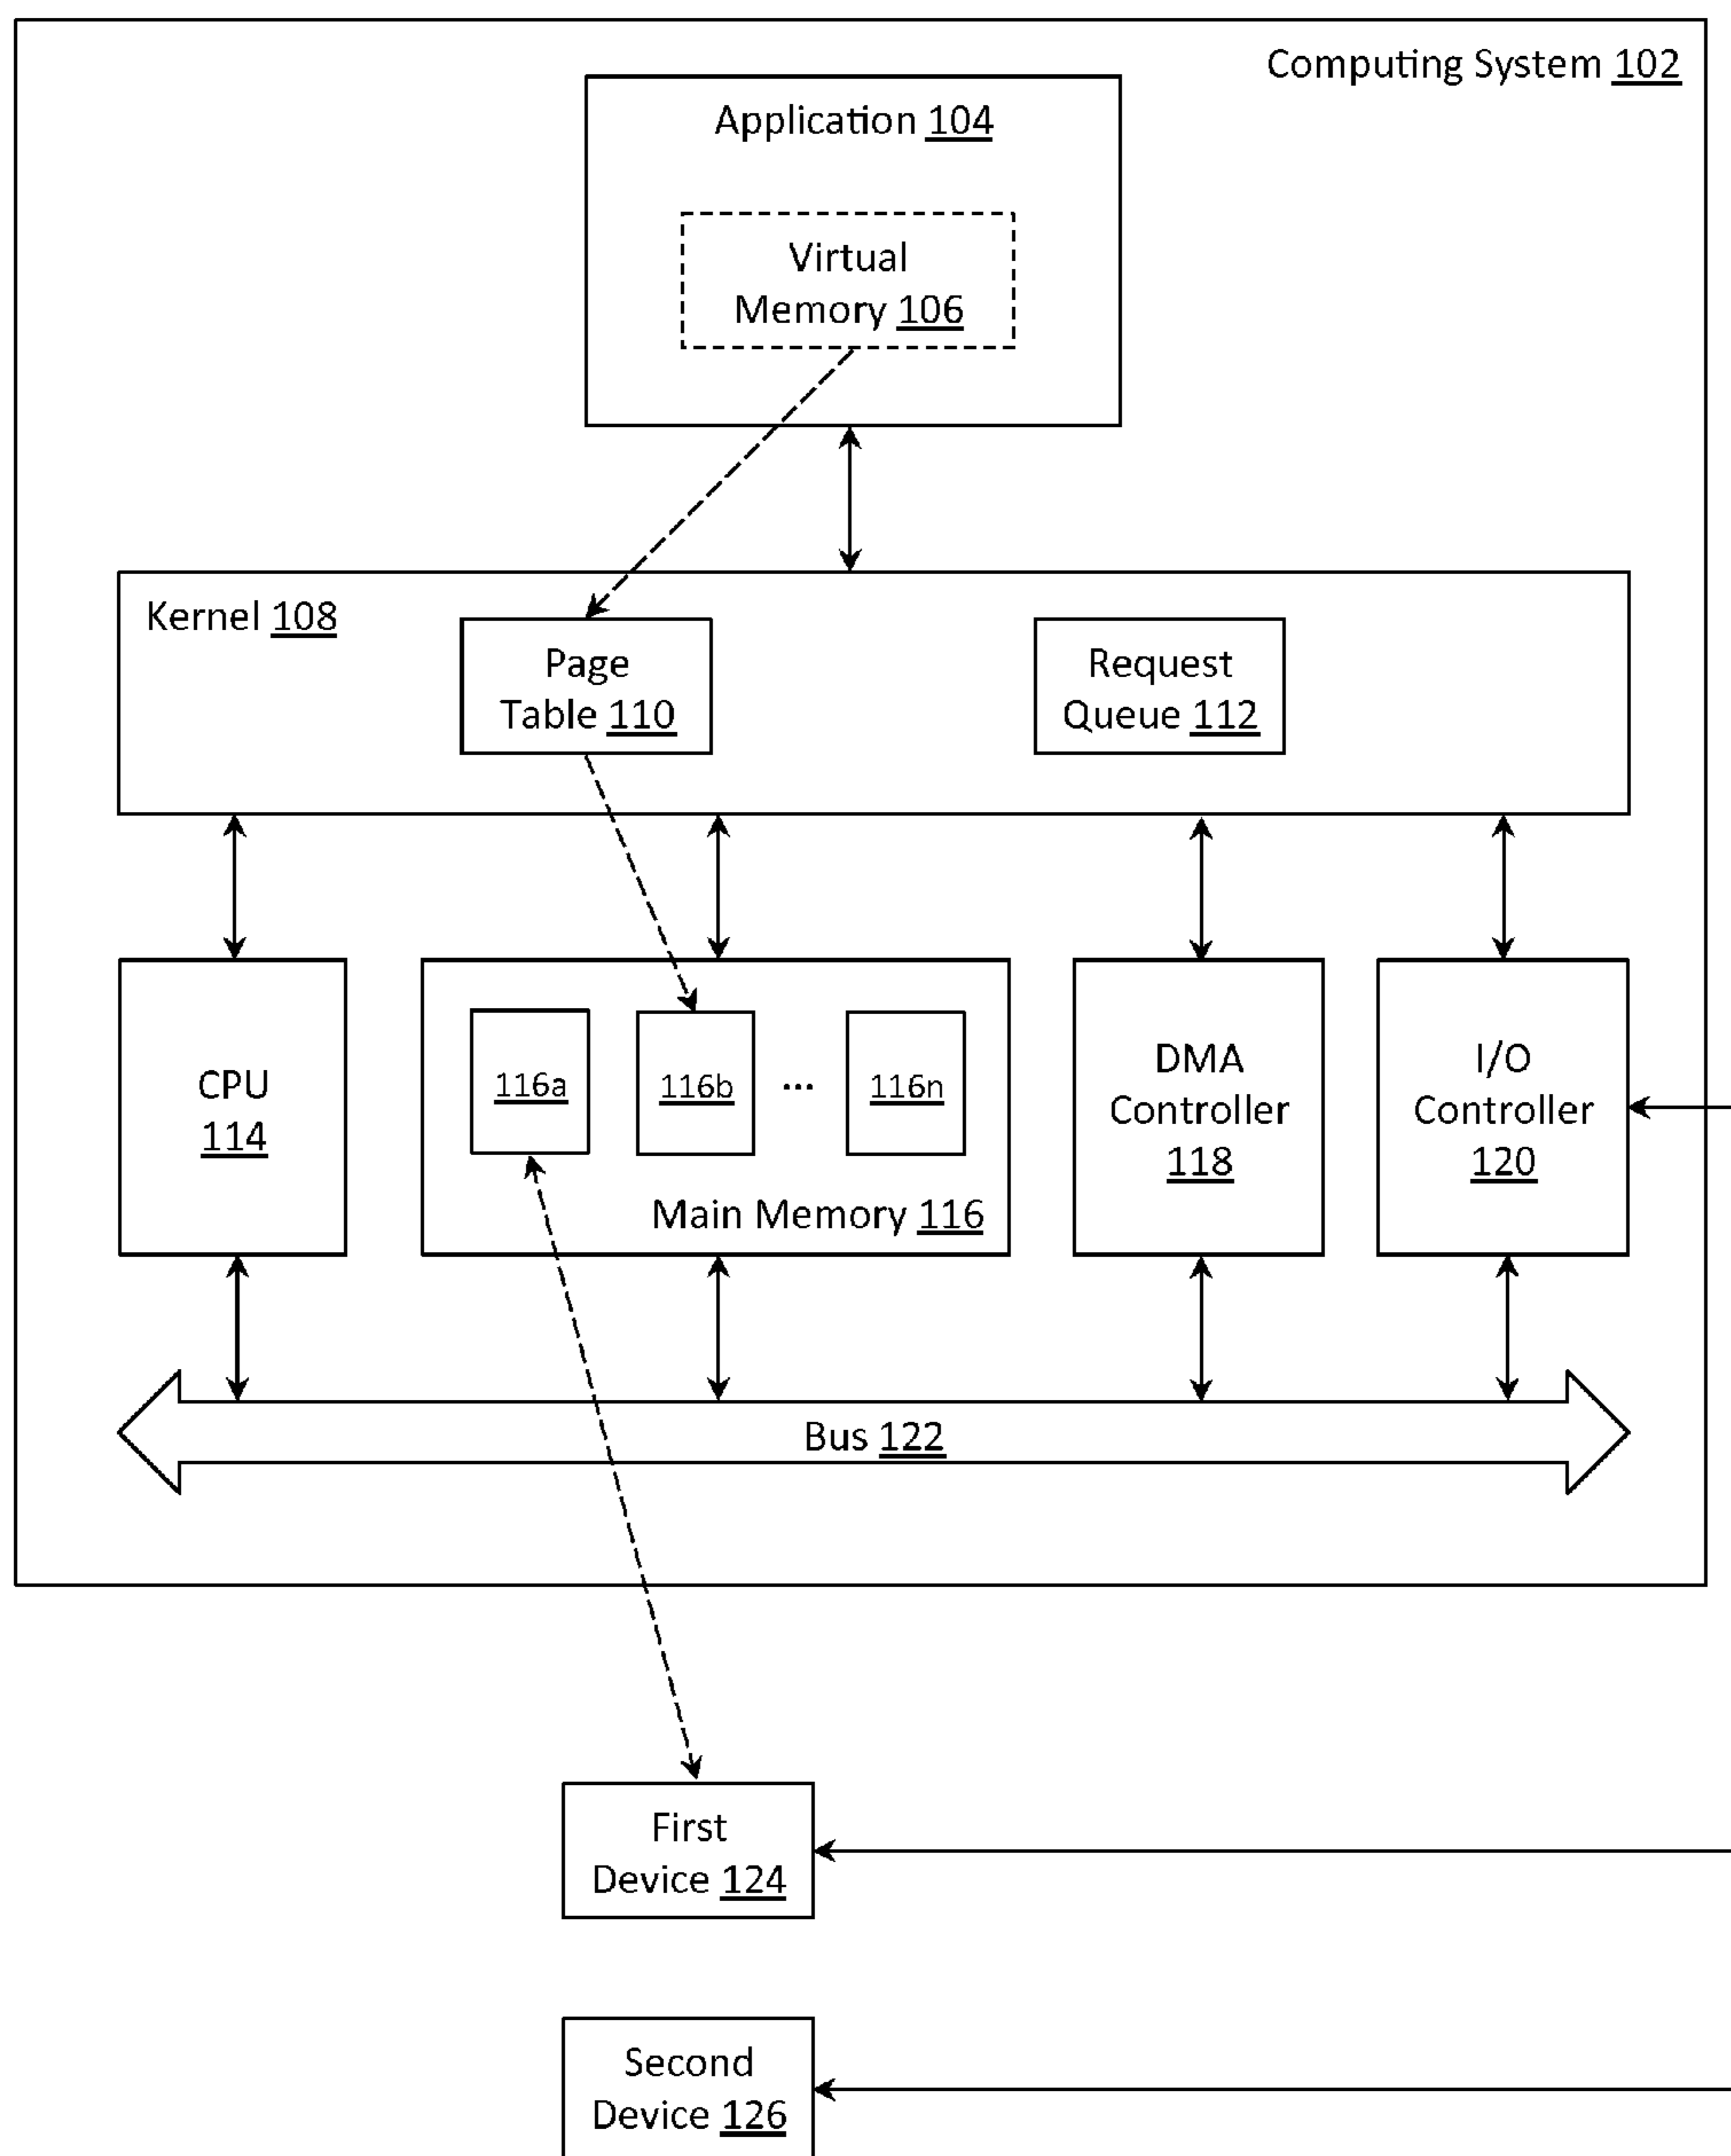 Computing System 102
Application 104
Virtual
Memory 106
Kernel 108
Page
Table 110
Request
Queue 112
CPU
114
116a
116b
...
116n
Main Memory 116
DMA
Controller
118
I/O
Controller
120
Bus 122
First
Device 124
Second
Device 126